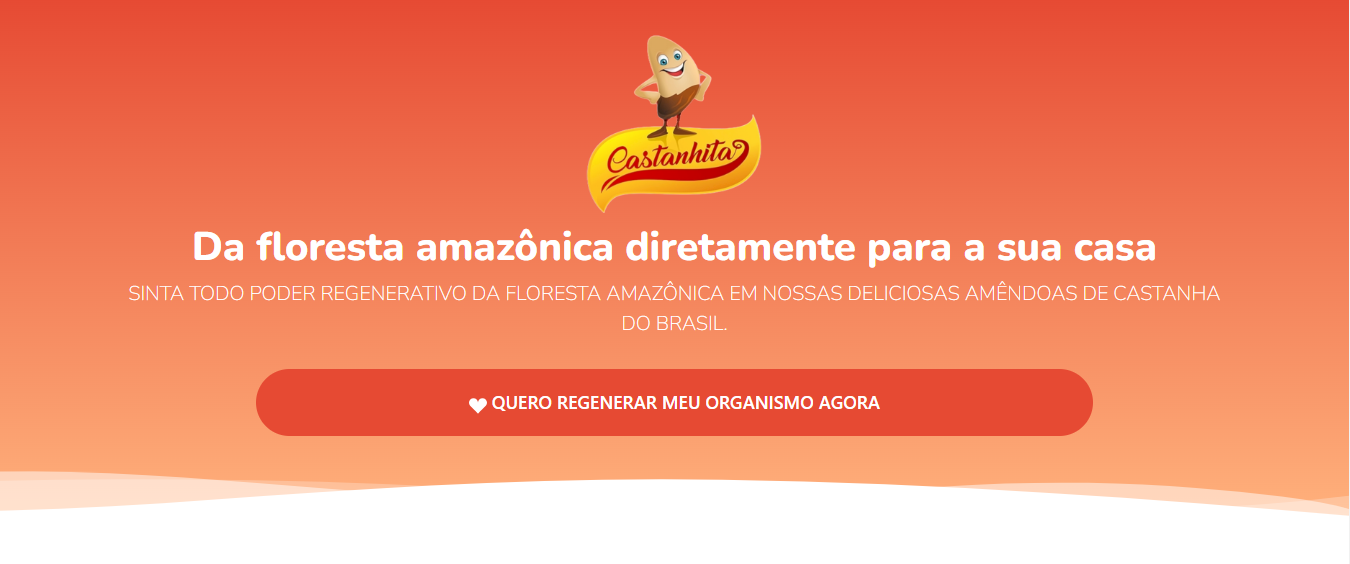 Castanhita
Da floresta amazônica diretamente para a sua casa
SINTA TODO PODER REGENERATIVO DA FLORESTA AMAZÔNICA EM NOSSAS DELICIOSAS AMÊNDOAS DE CASTANHA
DO BRASIL.
QUERO REGENERAR MEU ORGANISMO AGORA